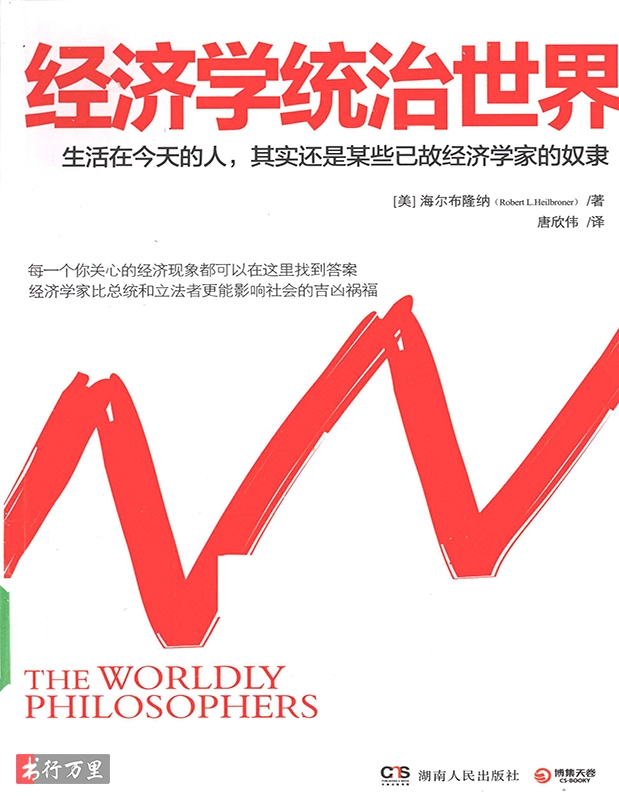 经济学统治世界
生活在今天的人，其实还是某些已故经济学家的奴隶
[美] 海尔布隆纳（Robert L.Heilbroner）/著
唐欣伟 /译
每一个你关心的经济现象都可以在这里找到答案
经济学家比总统和立法者更能影响社会的吉凶祸福
THE WORLDLY
PHILOSOPHERS
书行万里
湖南人民出版社
博集天卷
CS-BOOKY